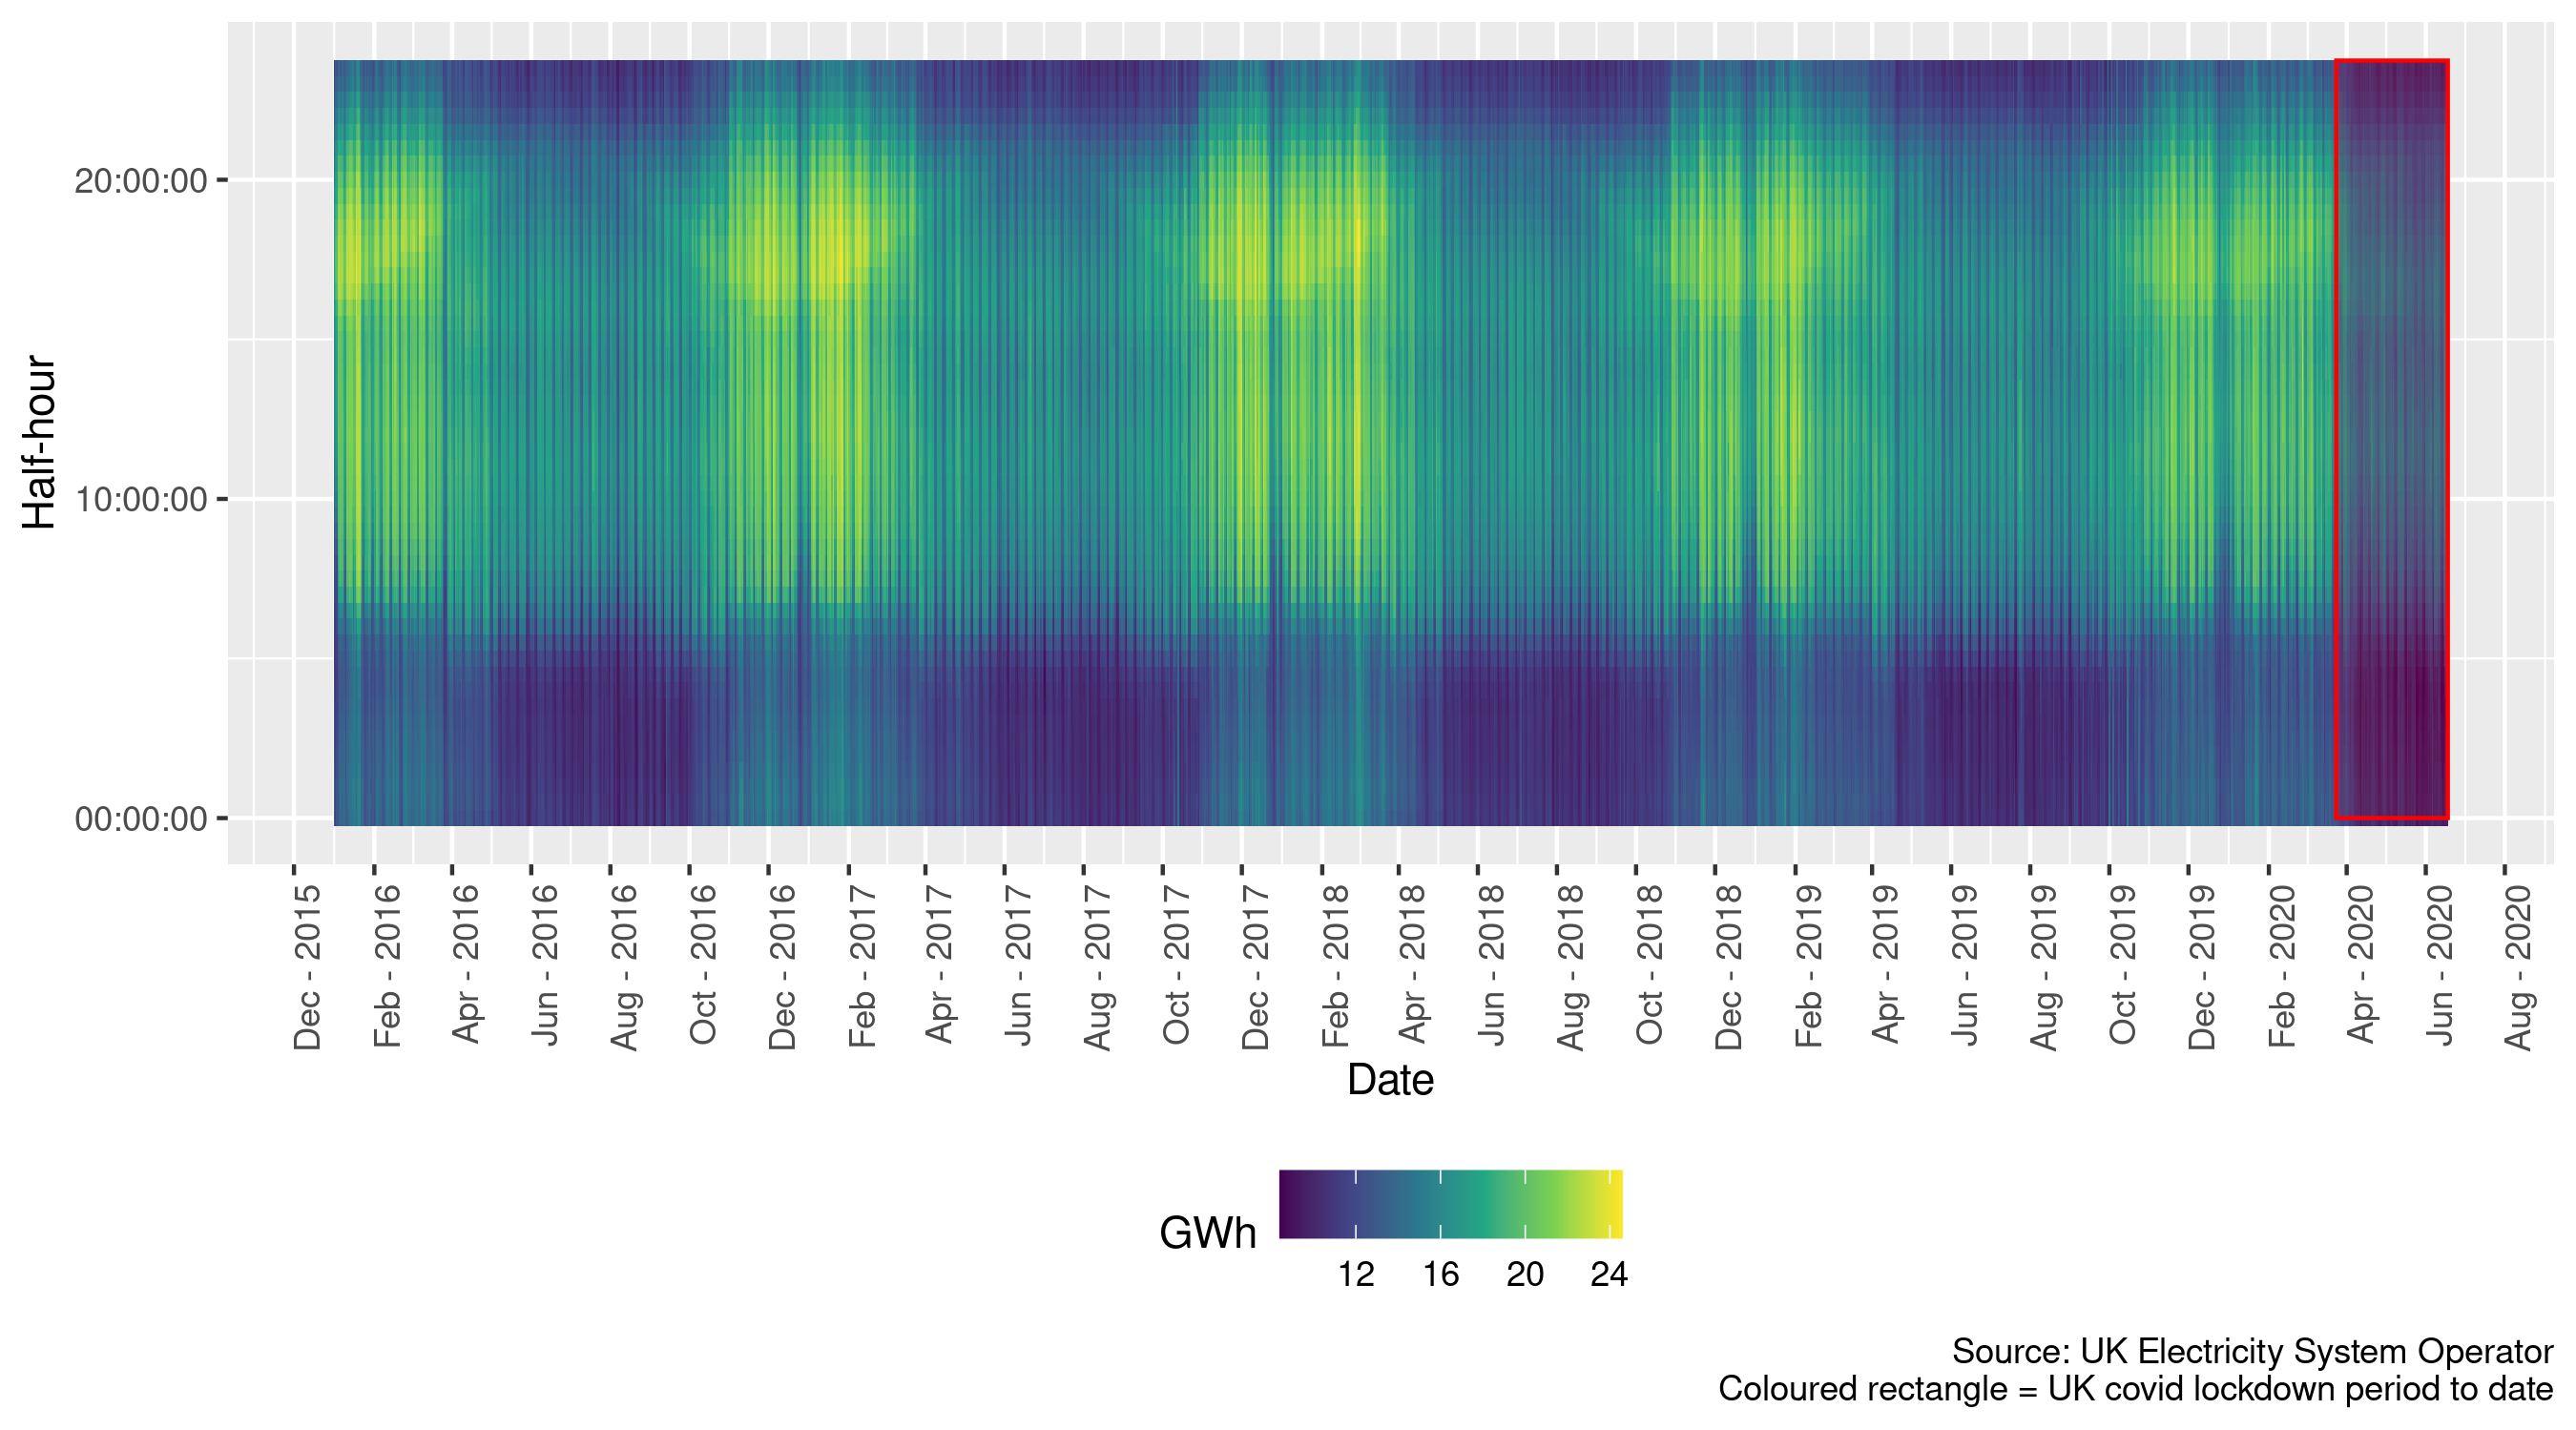 Half-hour
20:00:00
10:00:00
00:00:00
Dec - 2015
Feb - 2016
Apr - 2016
Jun - 2016
Aug - 2016
Oct - 2016
Dec - 2016
Feb - 2017
Apr - 2017
Jun - 2017
Aug - 2017
Oct - 2017
Dec - 2017
Feb - 2018
Apr - 2018
Jun - 2018
Aug - 2018
Oct - 2018
Dec - 2018
Feb - 2019
Apr - 2019
Jun - 2019
Aug - 2019
Oct - 2019
Dec - 2019
Feb - 2020
Apr - 2020
Jun - 2020
Aug - 2020
Date
GWh
12 16 20 24
Source: UK Electricity System Operator
Coloured rectangle = UK covid lockdown period to date